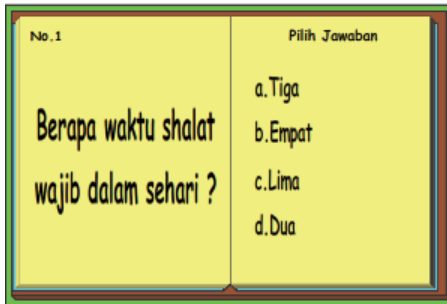 No.1
Berapa waktu shalat
wajib dalam sehari ?
Pilih Jawaban
a.Tiga
b.Empat
c.Lima
d.Dua